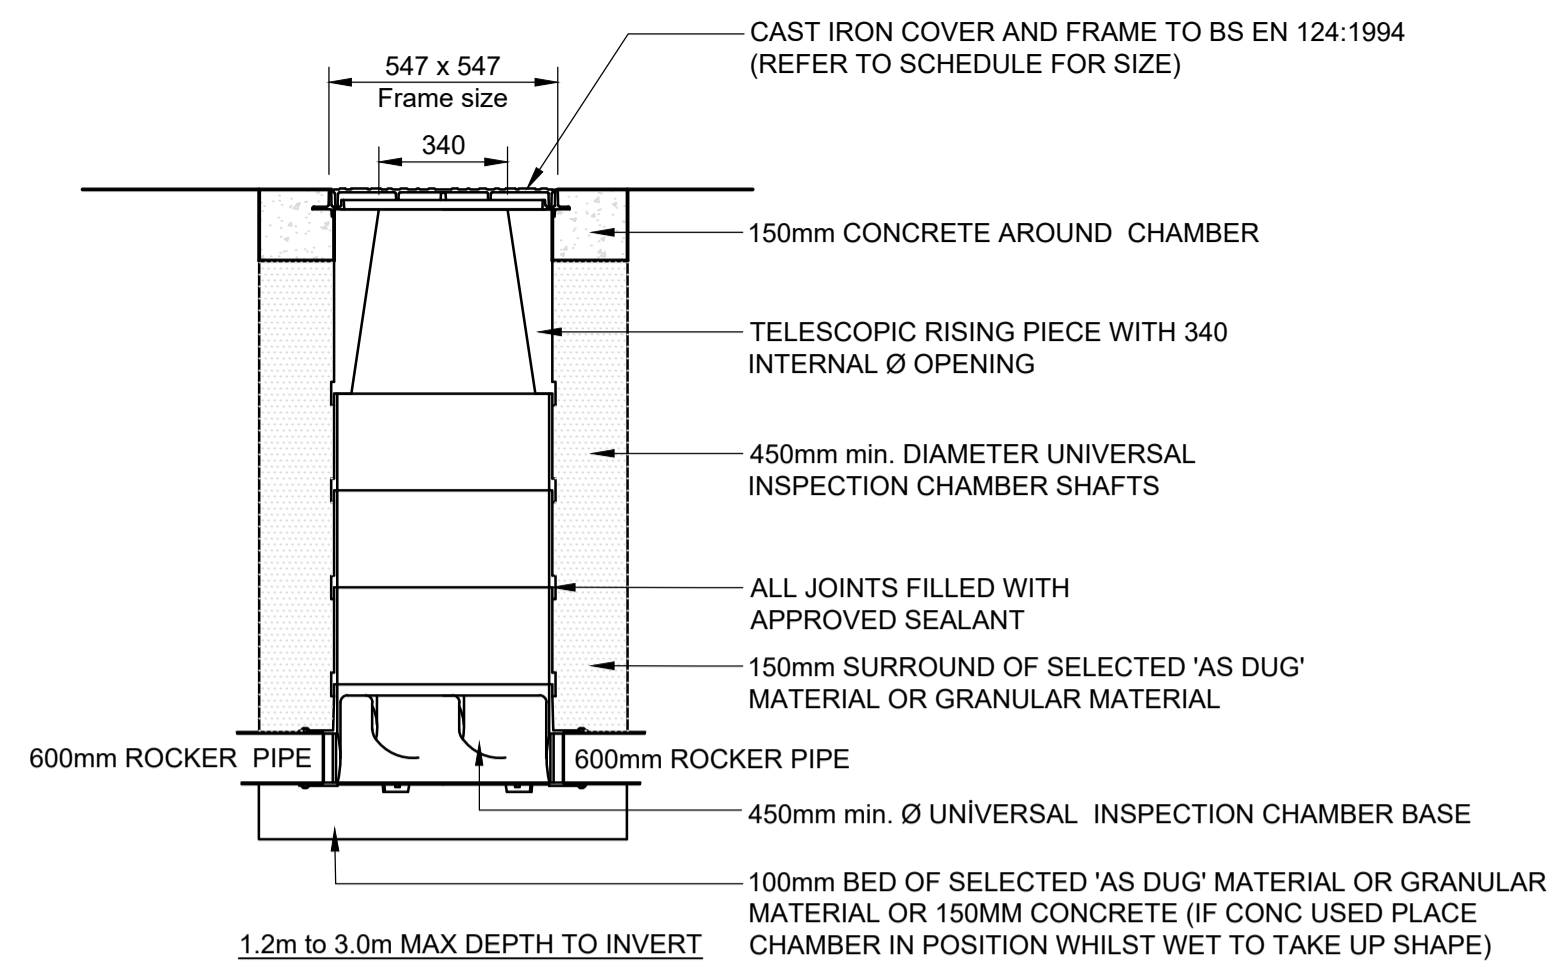 CAST IRON COVER AND FRAME TO BS EN 124:1994
(REFER TO SCHEDULE FOR SIZE)
547 x 547
Frame size
340
150mm CONCRETE AROUND CHAMBER
TELESCOPIC RISING PIECE WITH 340
INTERNAL Ø OPENING
450mm min. DIAMETER UNIVERSAL
INSPECTION CHAMBER SHAFTS
ALL JOINTS FILLED WITH
APPROVED SEALANT
150mm SURROUND OF SELECTED 'AS DUG'
MATERIAL OR GRANULAR MATERIAL
600mm ROCKER PIPE
600mm ROCKER PIPE
450mm min. Ø UNİVERSAL INSPECTION CHAMBER BASE
100mm BED OF SELECTED 'AS DUG' MATERIAL OR GRANULAR
MATERIAL OR 150MM CONCRETE (IF CONC USED PLACE
CHAMBER IN POSITION WHILST WET TO TAKE UP SHAPE)
1.2m to 3.0m MAX DEPTH TO INVERT